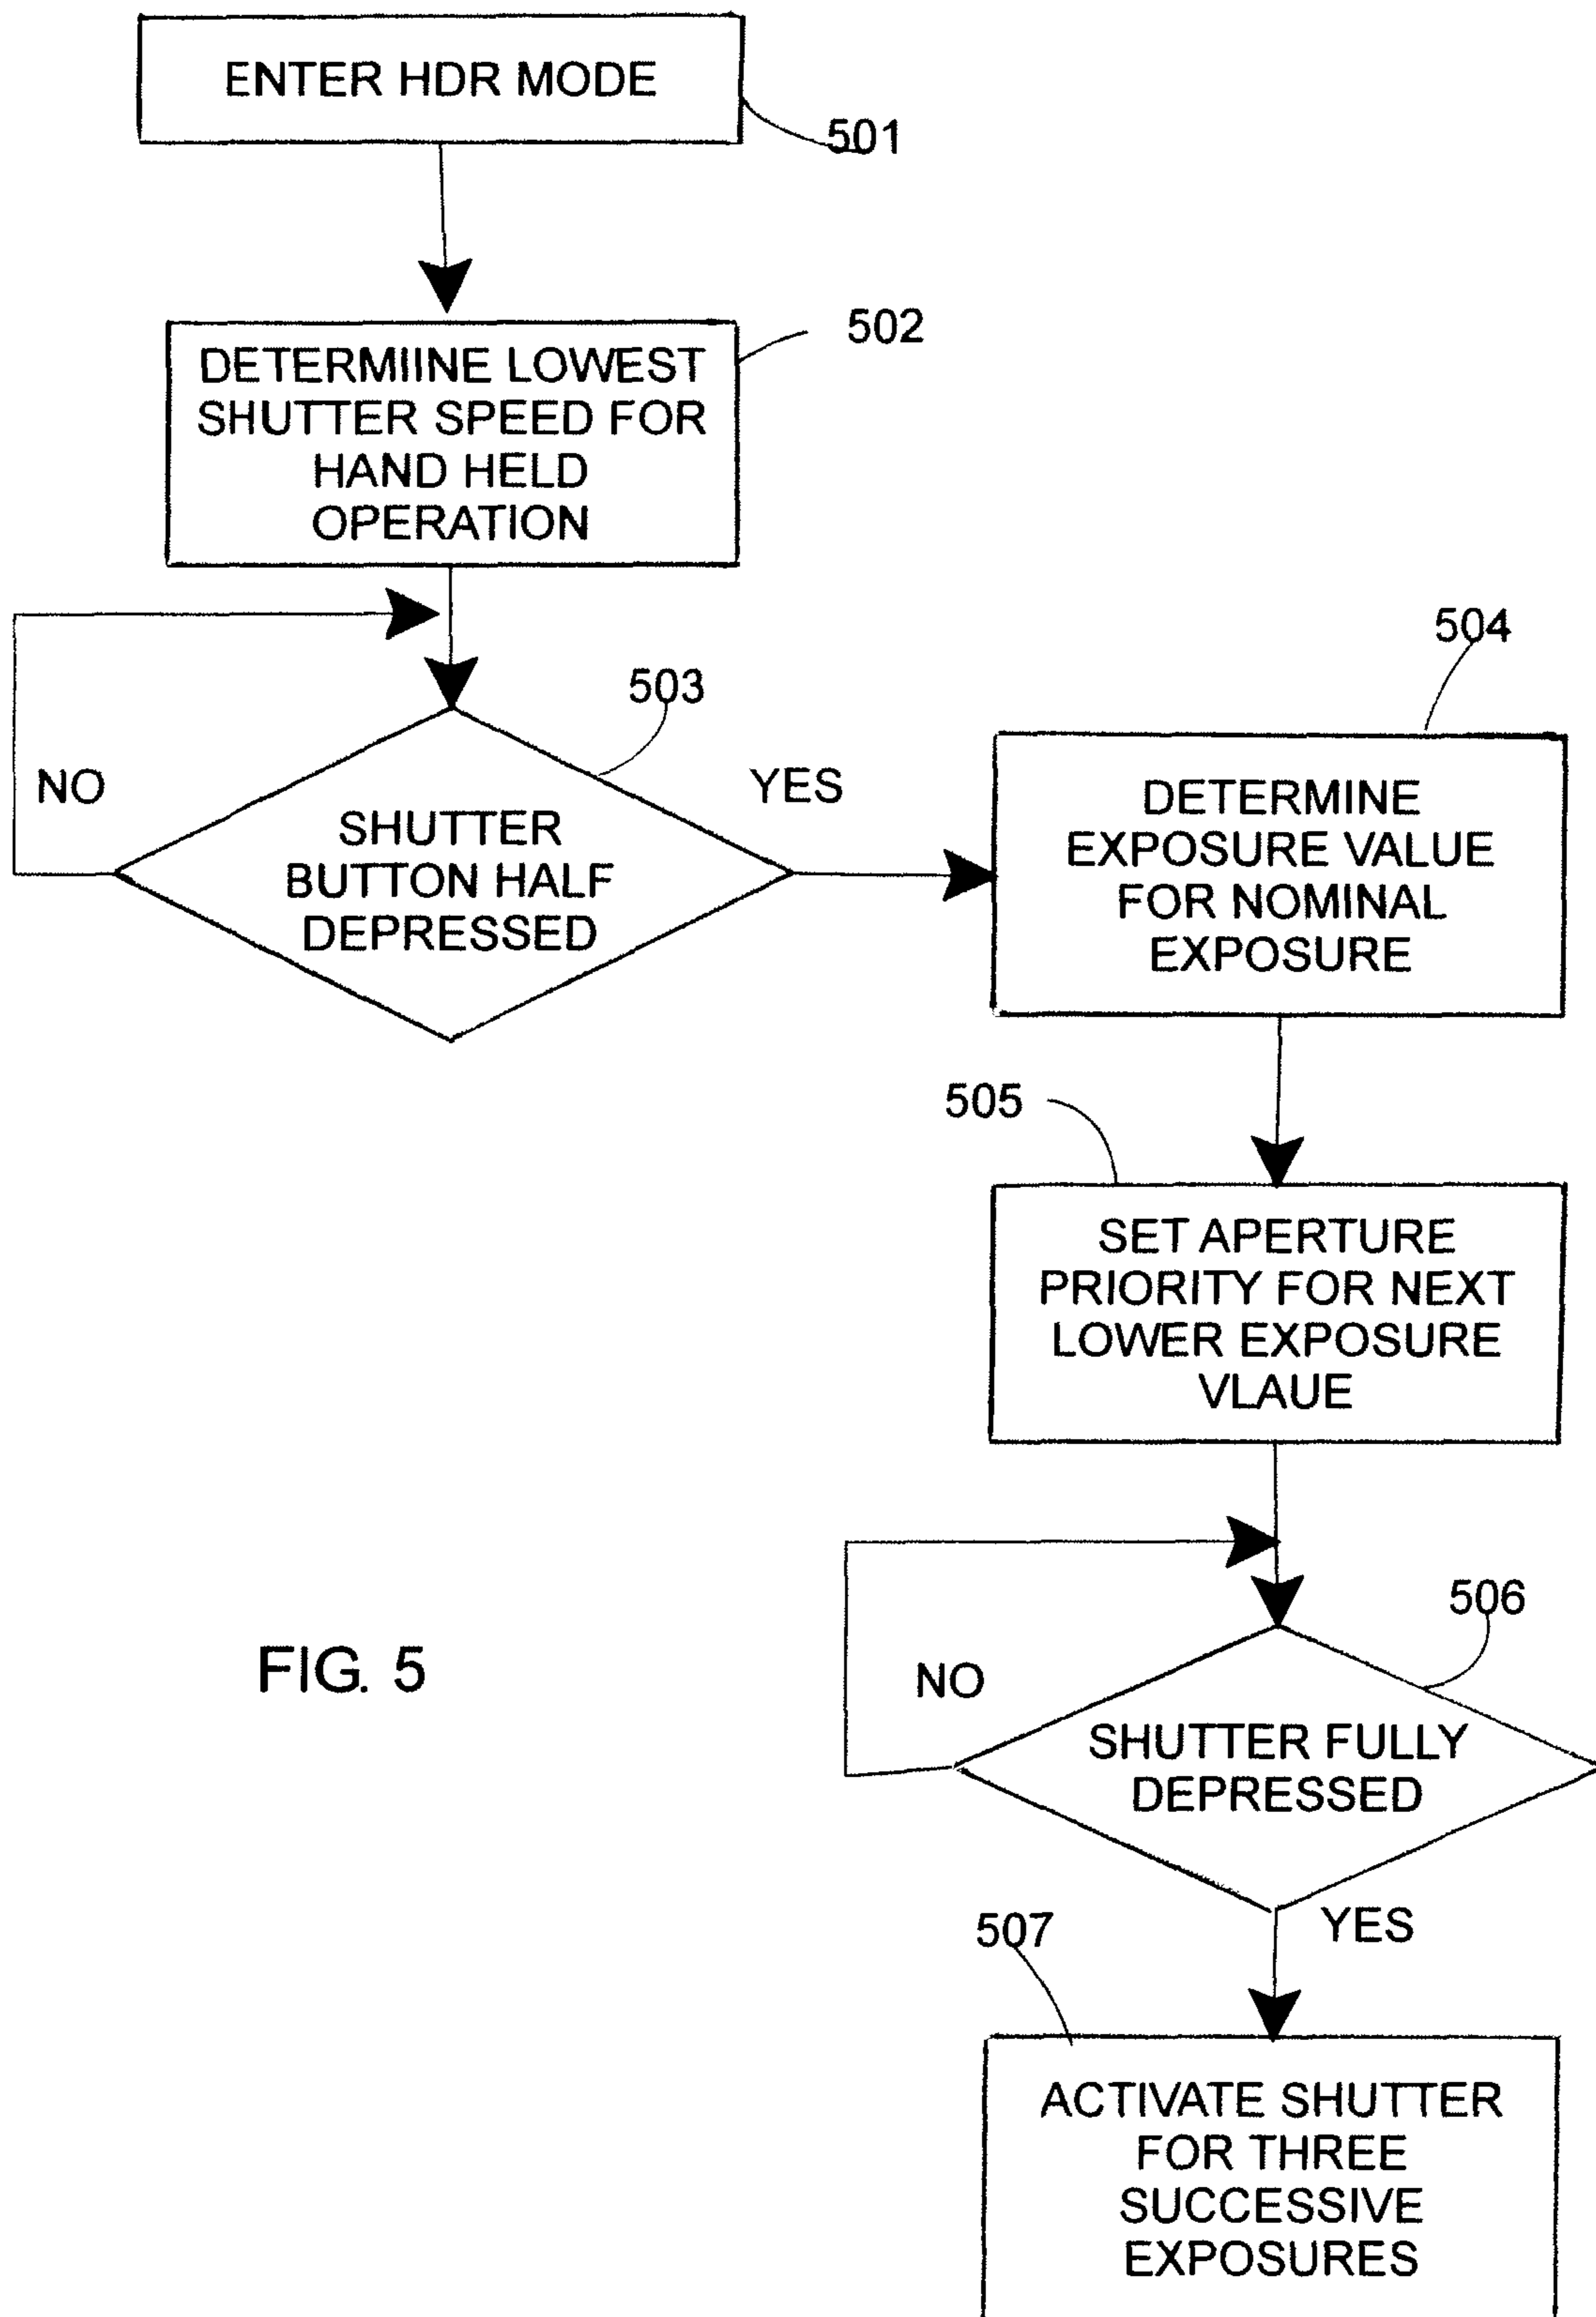 ENTER HDR MODE
501
502
DETERMIINE LOWEST
SHUTTER SPEED FOR
HAND HELD
OPERATION
503
NO
YES
SHUTTER
BUTTON HALF
DEPRESSED
504
DETERMINE
EXPOSURE VALUE
FOR NOMINAL
EXPOSURE
505
SET APERTURE
PRIORITY FOR NEXT
LOWER EXPOSURE
VLAUE
506
NO
SHUTTER FULLY
DEPRESSED
YES
507
ACTIVATE SHUTTER
FOR THREE
SUCCESSIVE
EXPOSURES
FIG. 5